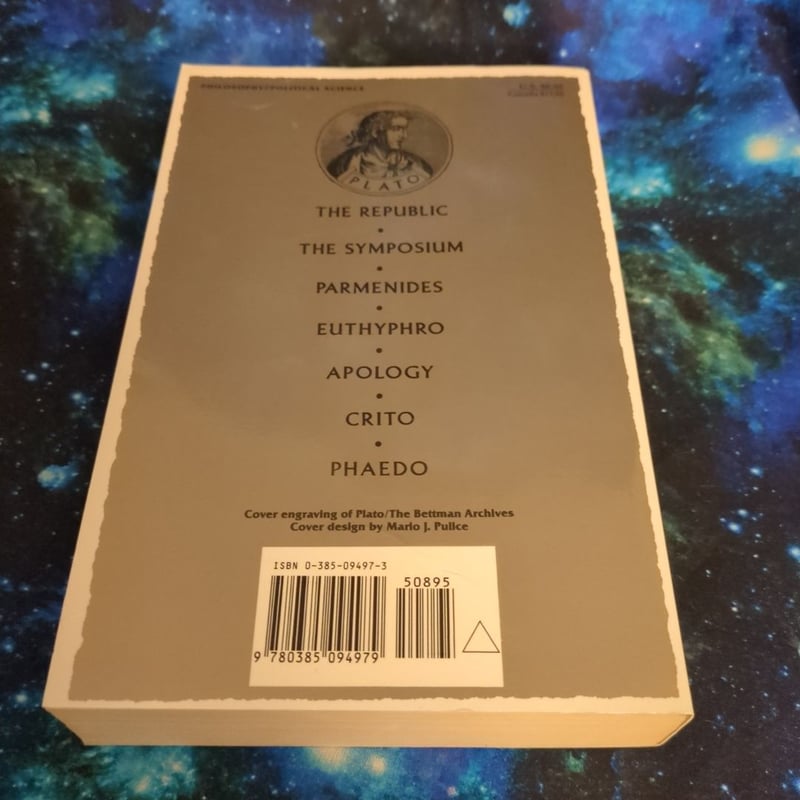 PHILOSOPHY/POLITICAL SCIENCE
PLATO
THE REPUBLIC
•
THE SYMPOSIUM
•
PARMENIDES
•
EUTHYPHRO
•
APOLOGY
•
CRITO
•
PHAEDO
Cover engraving of Plato/The Bettman Archives
Cover design by Mario J. Pulice
ISBN 0-385-09497-3
50895
9 780385 094979